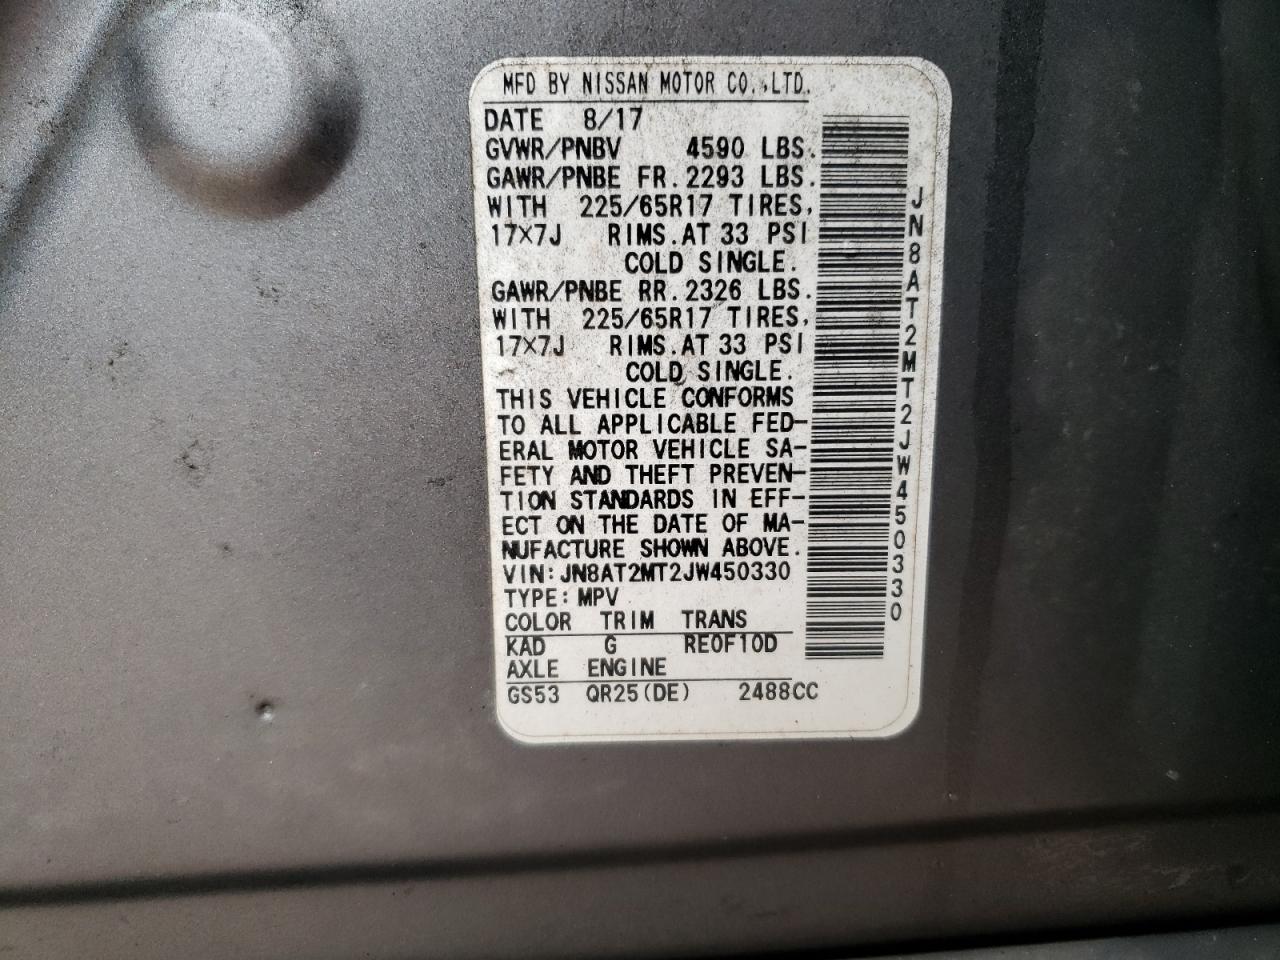 MFD BY NISSAN MOTOR CO.,LTD.
DATE 8/17
GVWR/PNBV 4590 LBS.
GAWR/PNBE FR.2293 LBS.
WITH 225/65R17 TIRES,
17×7J RIMS.AT 33 PSI
COLD SINGLE.
GAWR/PNBE RR.2326 LBS.
WITH 225/65R17 TIRES,
17×7J RIMS.AT 33 PSI
COLD SINGLE.
THIS VEHICLE CONFORMS
TO ALL APPLICABLE FED-
ERAL MOTOR VEHICLE SA-
FETY AND THEFT PREVEN-
TION STANDARDS IN EFF-
ECT ON THE DATE OF MA-
NUFACTURE SHOWN ABOVE.
VIN:JN8AT2MT2JW450330
TYPE:MPV
COLOR TRIM TRANS
KAD G RE0F10D
AXLE ENGINE
GS53 QR25(DE) 2488CC
JN8AT2MT2JW450330